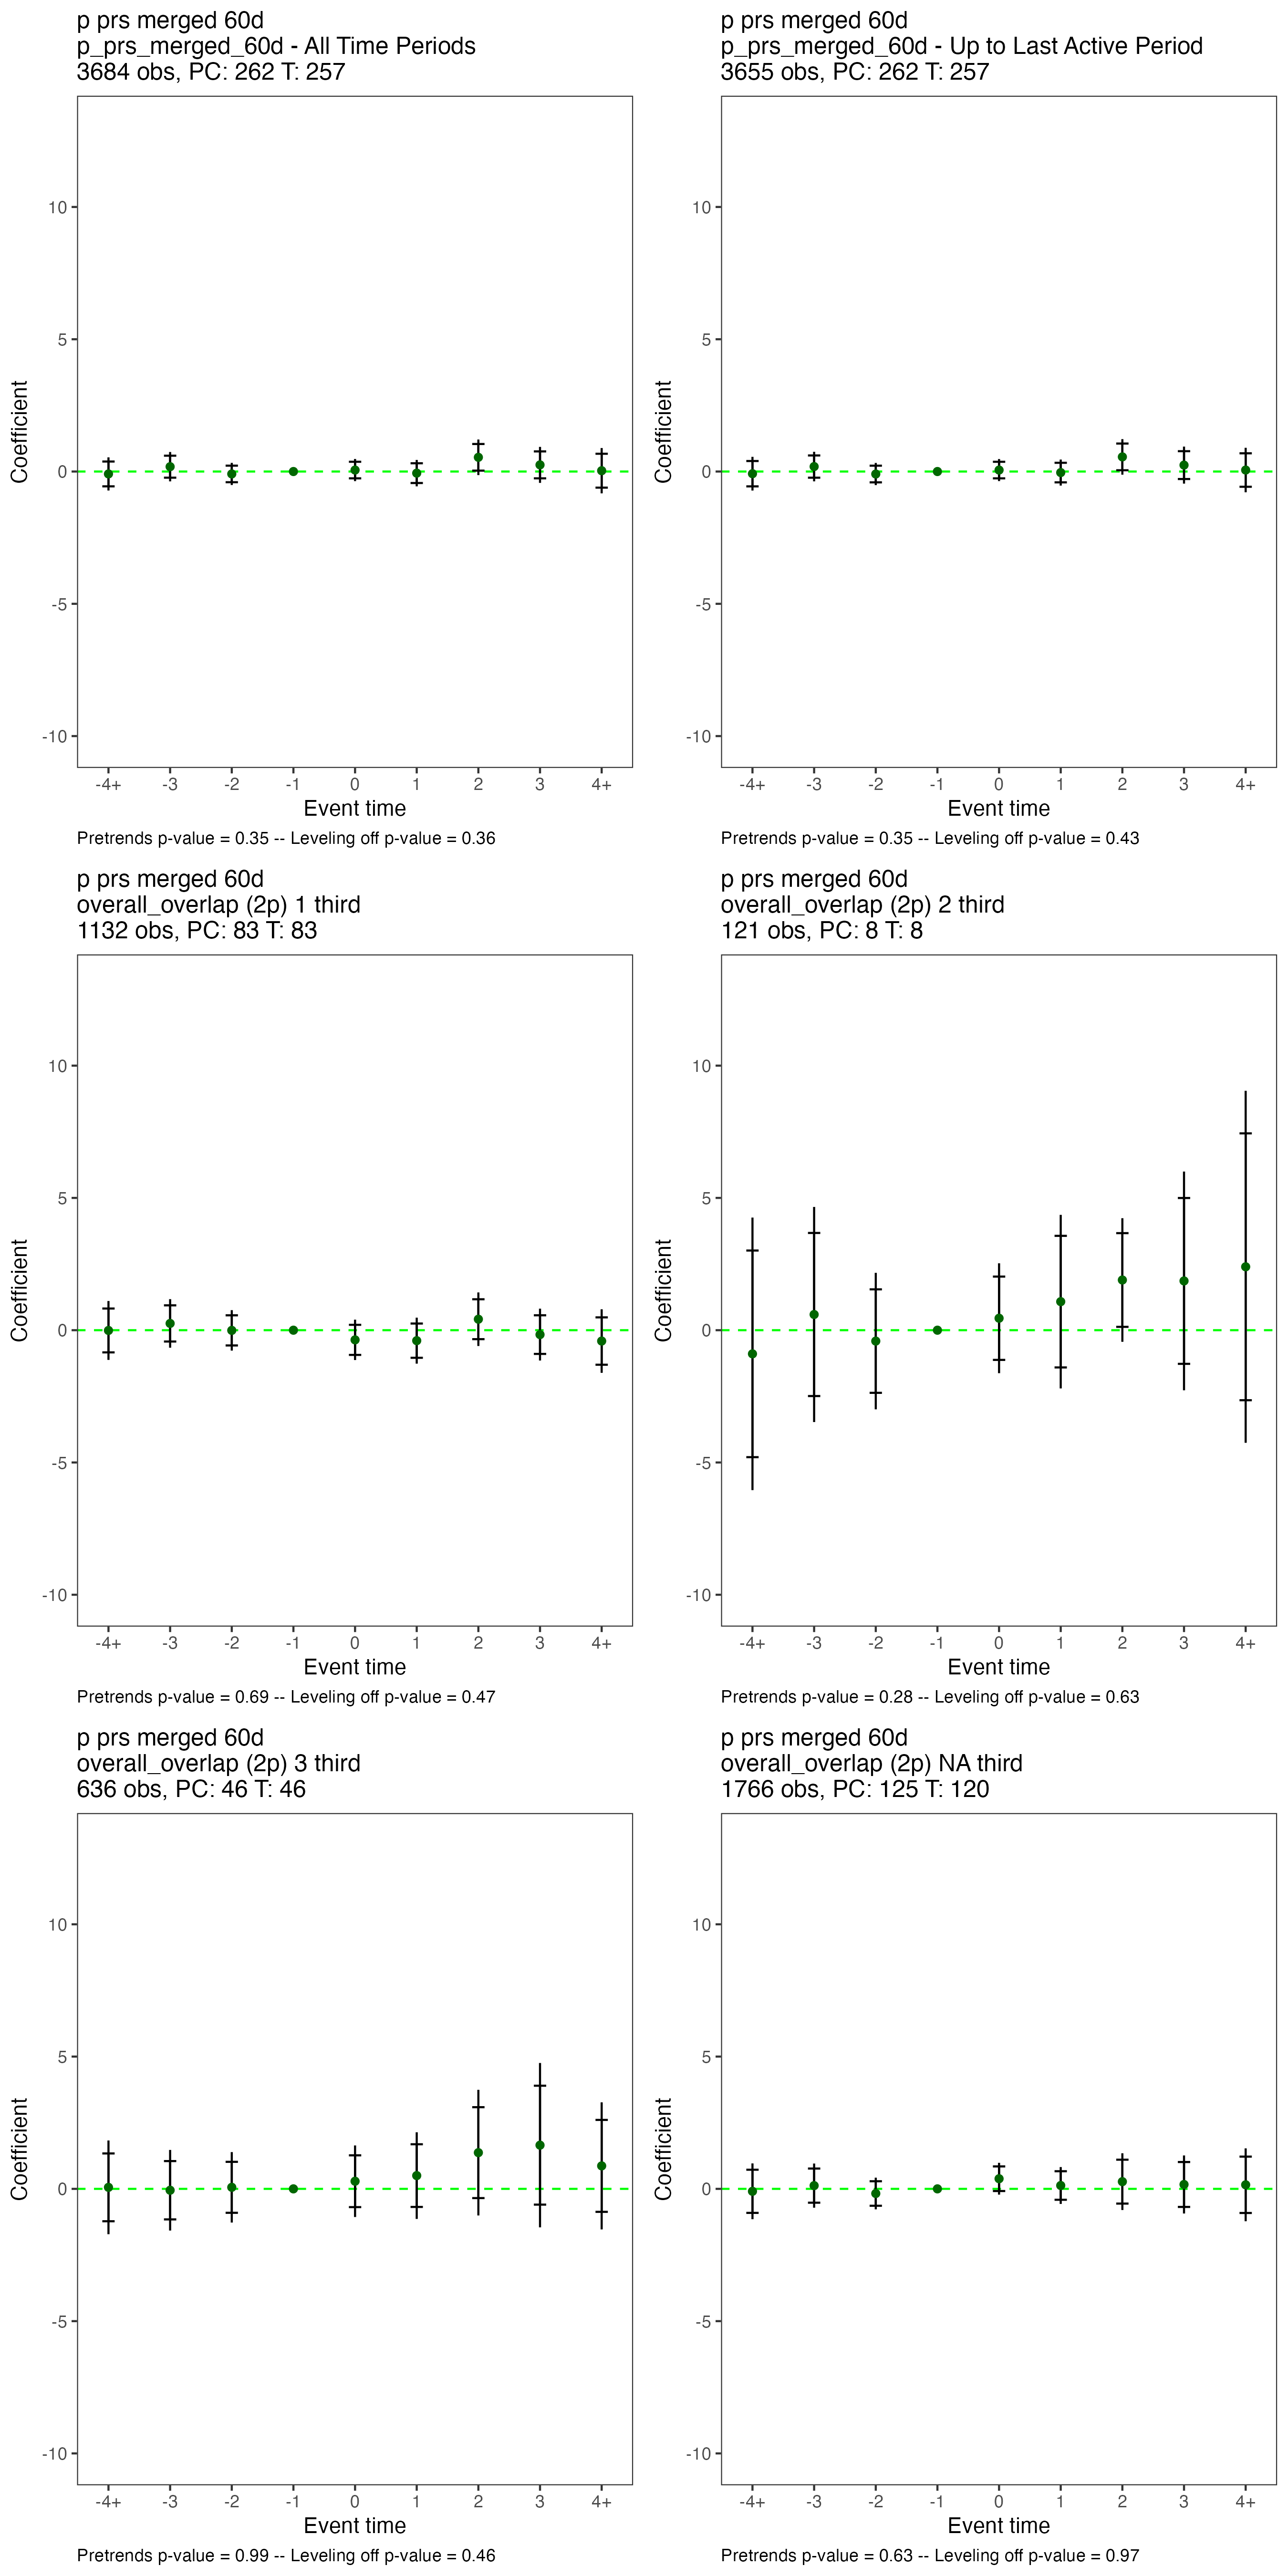 p prs merged 60d
p_prs_merged_60d - All Time Periods
3684 obs, PC: 262 T: 257
Coefficient
10
5
0
-5
-10
-4+ -3 -2 -1 0 1 2 3 4+
Event time
Pretrends p-value = 0.35 -- Leveling off p-value = 0.36
p prs merged 60d
p_prs_merged_60d - Up to Last Active Period
3655 obs, PC: 262 T: 257
Coefficient
10
5
0
-5
-10
-4+ -3 -2 -1 0 1 2 3 4+
Event time
Pretrends p-value = 0.35 -- Leveling off p-value = 0.43
p prs merged 60d
overall_overlap (2p) 1 third
1132 obs, PC: 83 T: 83
Coefficient
10
5
0
-5
-10
-4+ -3 -2 -1 0 1 2 3 4+
Event time
Pretrends p-value = 0.69 -- Leveling off p-value = 0.47
p prs merged 60d
overall_overlap (2p) 2 third
121 obs, PC: 8 T: 8
Coefficient
10
5
0
-5
-10
-4+ -3 -2 -1 0 1 2 3 4+
Event time
Pretrends p-value = 0.28 -- Leveling off p-value = 0.63
p prs merged 60d
overall_overlap (2p) 3 third
636 obs, PC: 46 T: 46
Coefficient
10
5
0
-5
-10
-4+ -3 -2 -1 0 1 2 3 4+
Event time
Pretrends p-value = 0.99 -- Leveling off p-value = 0.46
p prs merged 60d
overall_overlap (2p) NA third
1766 obs, PC: 125 T: 120
Coefficient
10
5
0
-5
-10
-4+ -3 -2 -1 0 1 2 3 4+
Event time
Pretrends p-value = 0.63 -- Leveling off p-value = 0.97